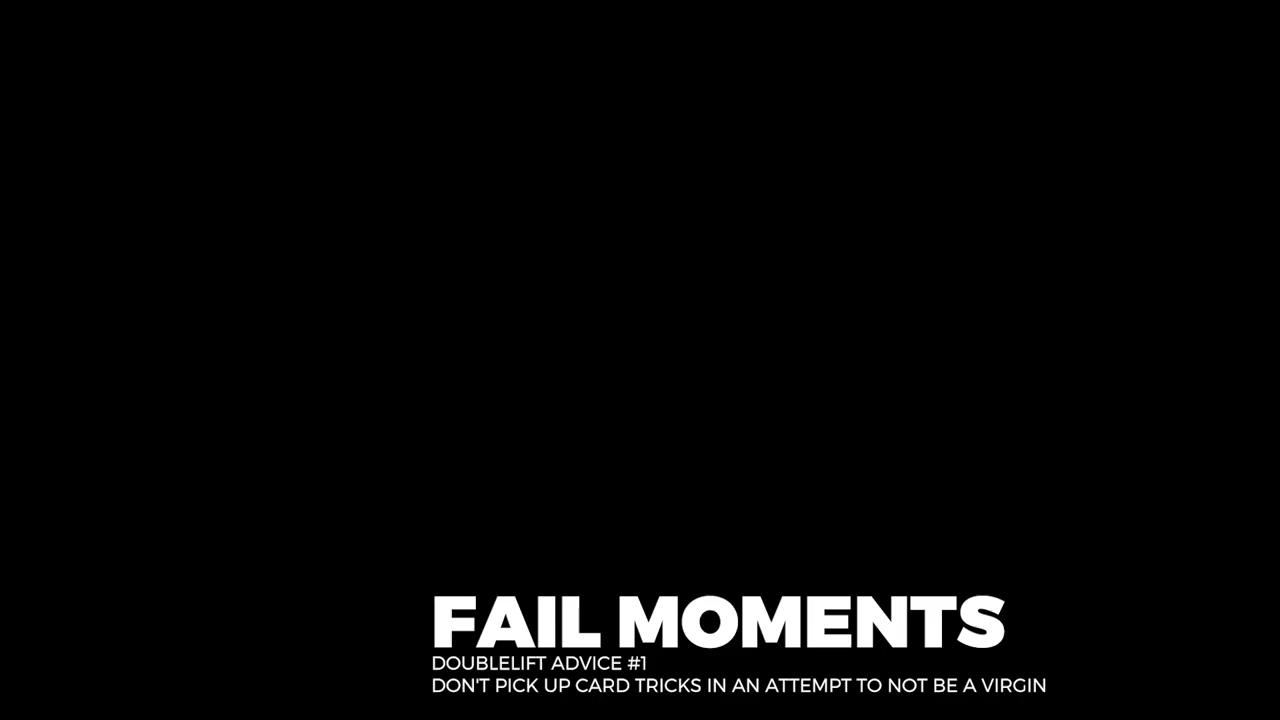 FAIL MOMENTS
DOUBLELIFT ADVICE #1
DON'T PICK UP CARD TRICKS IN AN ATTEMPT TO NOT BE A VIRGIN